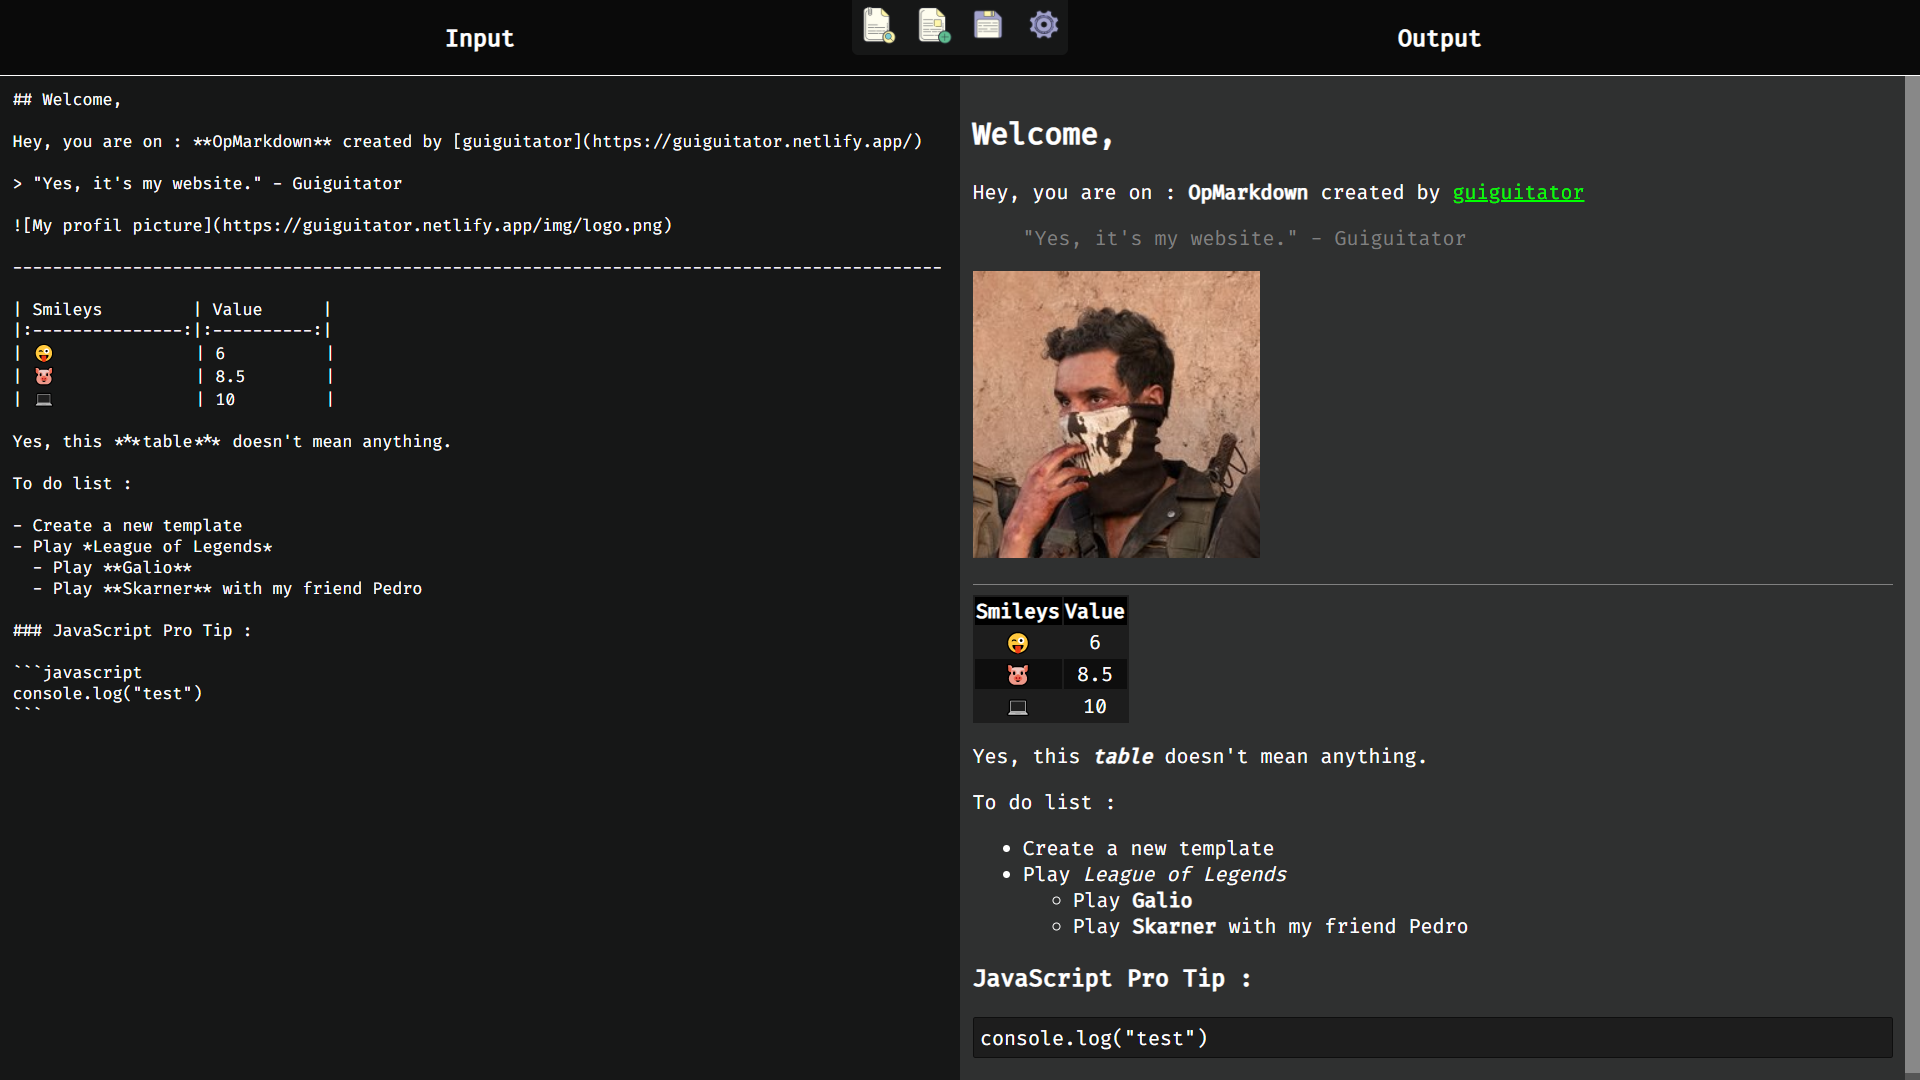 Input
Output
## Welcome,
Hey, you are on : **OpMarkdown** created by [guiguitator](https://guiguitator.netlify.app/)
> "Yes, it's my website." - Guiguitator
![My profil picture](https://guiguitator.netlify.app/img/logo.png)
---------------------------------------------------------------------------------------------
| Smileys         | Value      |
|:---------------:|:----------:|
| 😜               | 6          |
| 🐷               | 8.5        |
| 💻               | 10         |
Yes, this ***table*** doesn't mean anything.
To do list :
- Create a new template
- Play *League of Legends*
  - Play **Galio**
  - Play **Skarner** with my friend Pedro
### JavaScript Pro Tip :
```javascript
console.log("test")
```
Welcome,
Hey, you are on : OpMarkdown created by guiguitator
"Yes, it's my website." - Guiguitator
Smileys Value
😜 6
🐷 8.5
💻 10
Yes, this table doesn't mean anything.
To do list :
• Create a new template
• Play League of Legends
◦ Play Galio
◦ Play Skarner with my friend Pedro
JavaScript Pro Tip :
console.log("test")